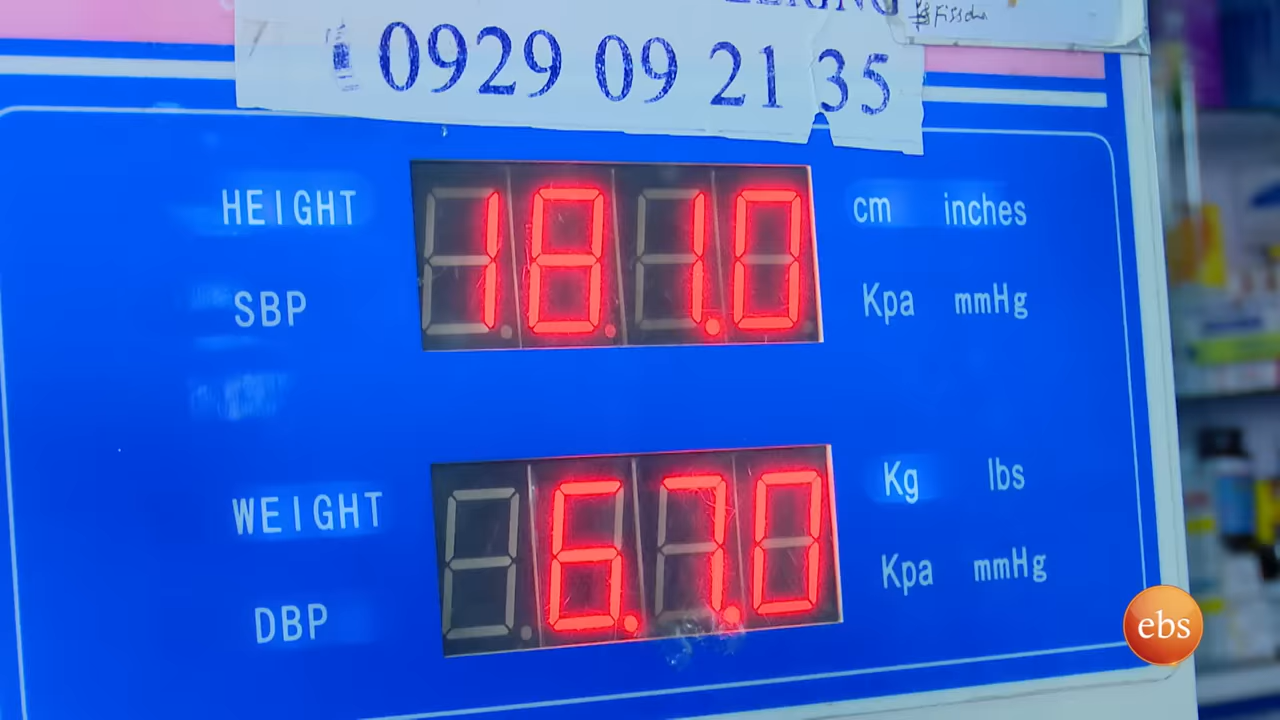 0929 09 21 35
HEIGHT 181.0 cm inches
SBP Kpa mmHg
WEIGHT 67.0 Kg lbs
DBP Kpa mmHg
ebs